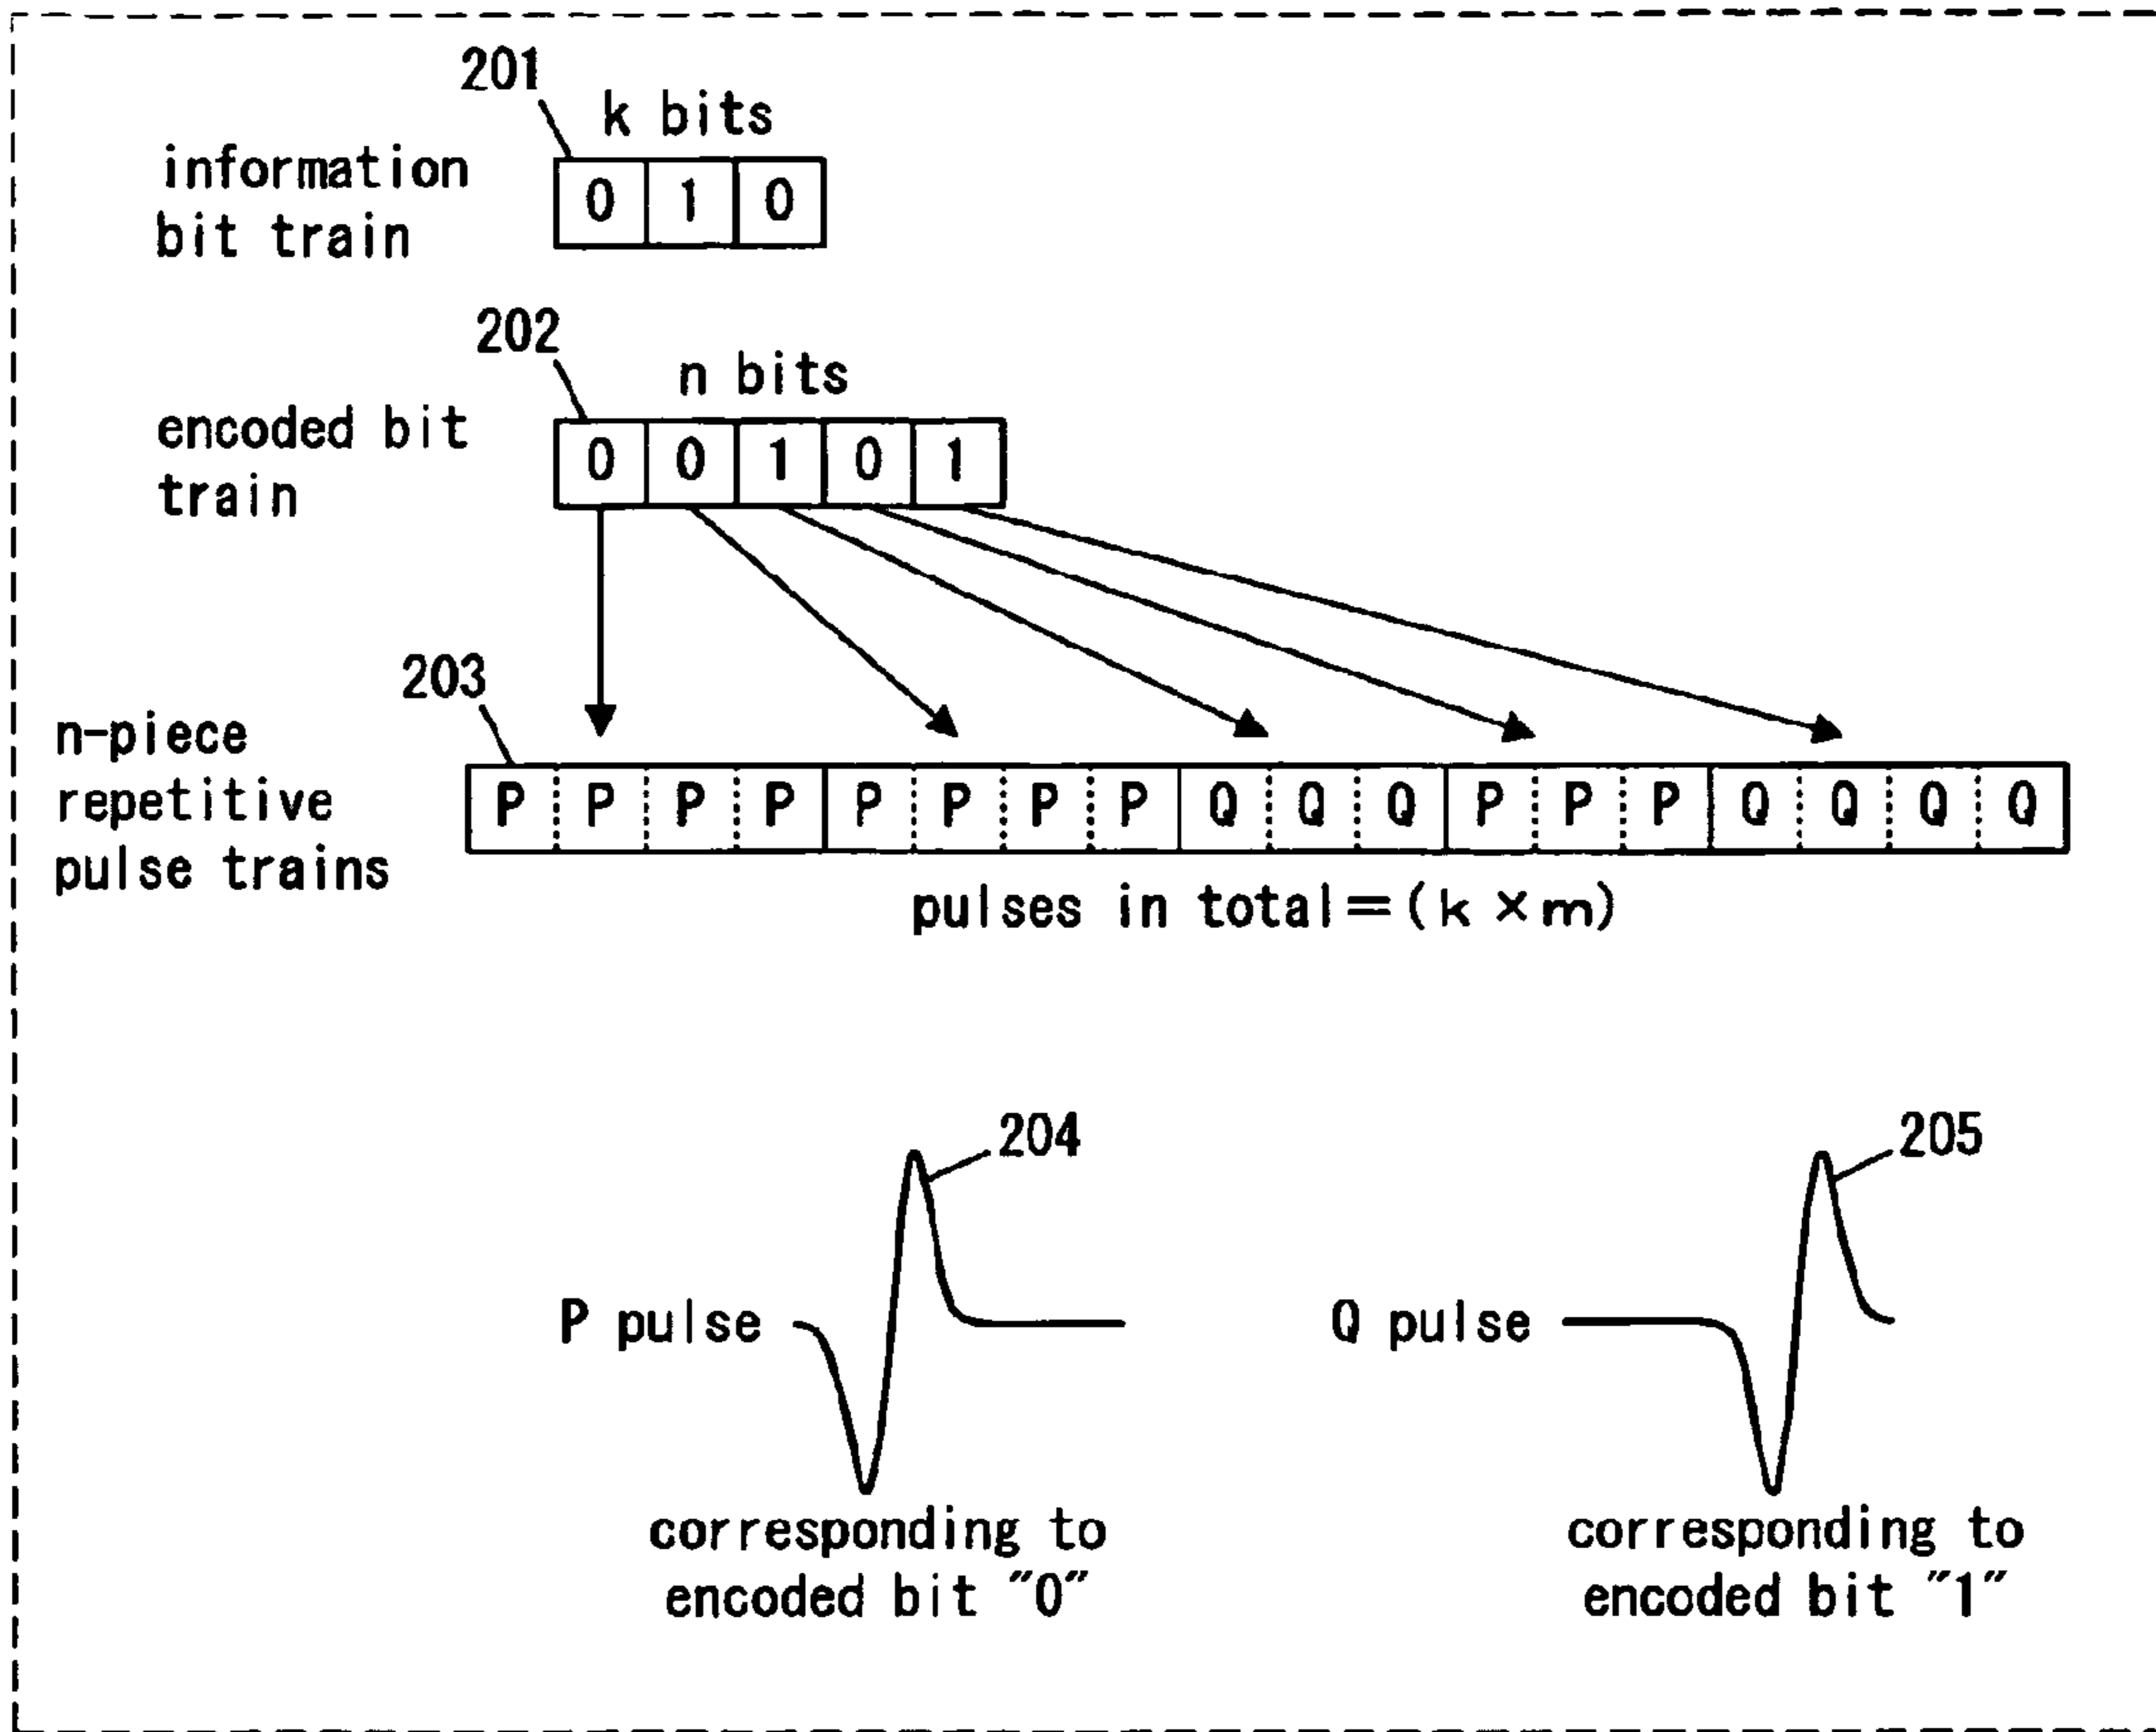 201
k bits
information
bit train
0 1 0
202
n bits
encoded bit
train
0 0 1 0 1
203
n-piece
repetitive
pulse trains
P P P P P P P P Q Q Q P P P Q Q Q Q
pulses in total=(k ×m)
204
205
P pulse
Q pulse
corresponding to
encoded bit "0"
corresponding to
encoded bit "1"